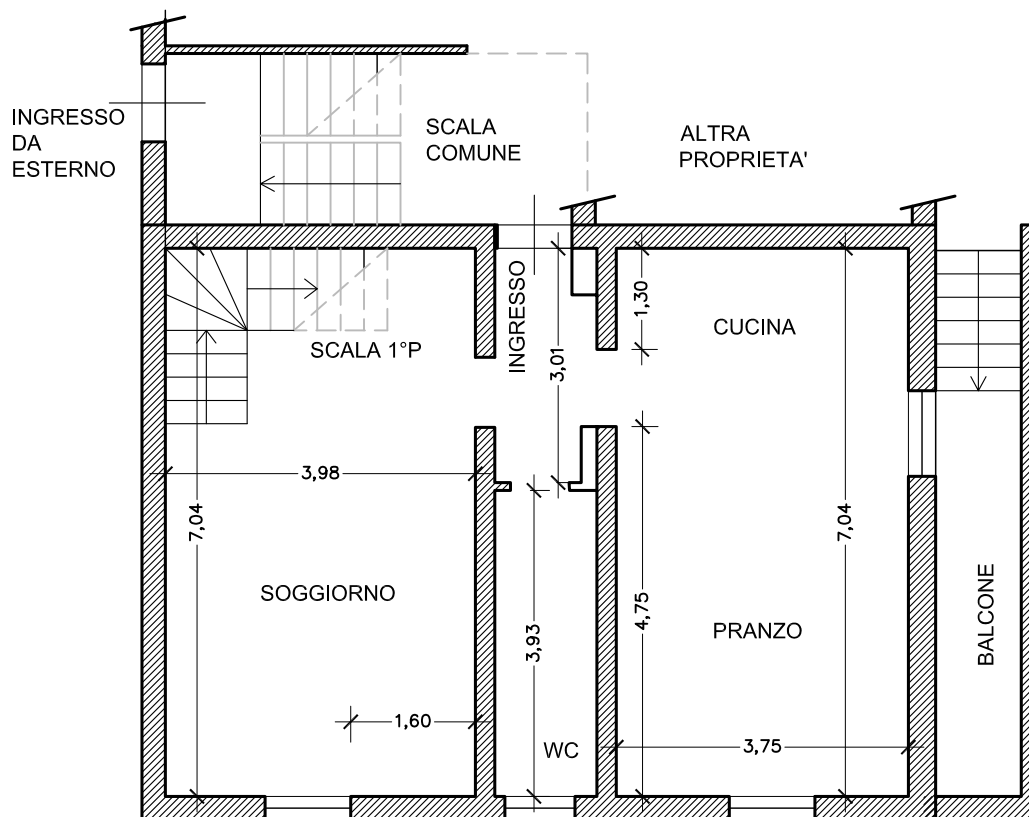 INGRESSO
DA
ESTERNO
SCALA
COMUNE
ALTRA
PROPRIETA'
INGRESSO
1,30
CUCINA
SCALA 1°P
3,01
3,98
7,04
7,04
SOGGIORNO
3,93
4,75
PRANZO
BALCONE
1,60
WC
3,75